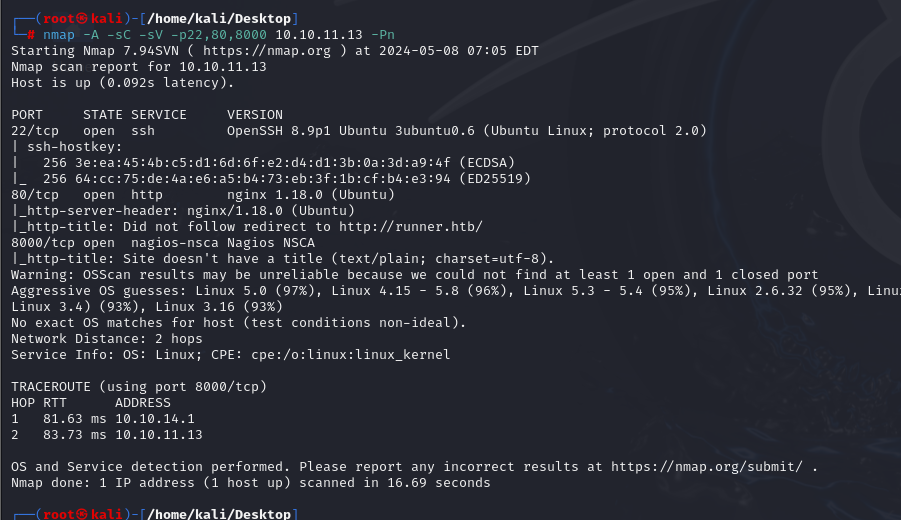 ┌──(root㉿kali)-[/home/kali/Desktop]
└─# nmap -A -sC -sV -p22,80,8000 10.10.11.13 -Pn
Starting Nmap 7.94SVN ( https://nmap.org ) at 2024-05-08 07:05 EDT
Nmap scan report for 10.10.11.13
Host is up (0.092s latency).
PORT     STATE SERVICE     VERSION
22/tcp   open  ssh         OpenSSH 8.9p1 Ubuntu 3ubuntu0.6 (Ubuntu Linux; protocol 2.0)
| ssh-hostkey:
|   256 3e:ea:45:4b:c5:d1:6d:6f:e2:d4:d1:3b:0a:3d:a9:4f (ECDSA)
|_  256 64:cc:75:de:4a:e6:a5:b4:73:eb:3f:1b:cf:b4:e3:94 (ED25519)
80/tcp   open  http        nginx 1.18.0 (Ubuntu)
|_http-server-header: nginx/1.18.0 (Ubuntu)
|_http-title: Did not follow redirect to http://runner.htb/
8000/tcp open  nagios-nsca Nagios NSCA
|_http-title: Site doesn't have a title (text/plain; charset=utf-8).
Warning: OSScan results may be unreliable because we could not find at least 1 open and 1 closed port
Aggressive OS guesses: Linux 5.0 (97%), Linux 4.15 - 5.8 (96%), Linux 5.3 - 5.4 (95%), Linux 2.6.32 (95%), Linu
Linux 3.4) (93%), Linux 3.16 (93%)
No exact OS matches for host (test conditions non-ideal).
Network Distance: 2 hops
Service Info: OS: Linux; CPE: cpe:/o:linux:linux_kernel
TRACEROUTE (using port 8000/tcp)
HOP RTT      ADDRESS
1   81.63 ms 10.10.14.1
2   83.73 ms 10.10.11.13
OS and Service detection performed. Please report any incorrect results at https://nmap.org/submit/ .
Nmap done: 1 IP address (1 host up) scanned in 16.69 seconds
┌──(root㉿kali)-[/home/kali/Desktop]